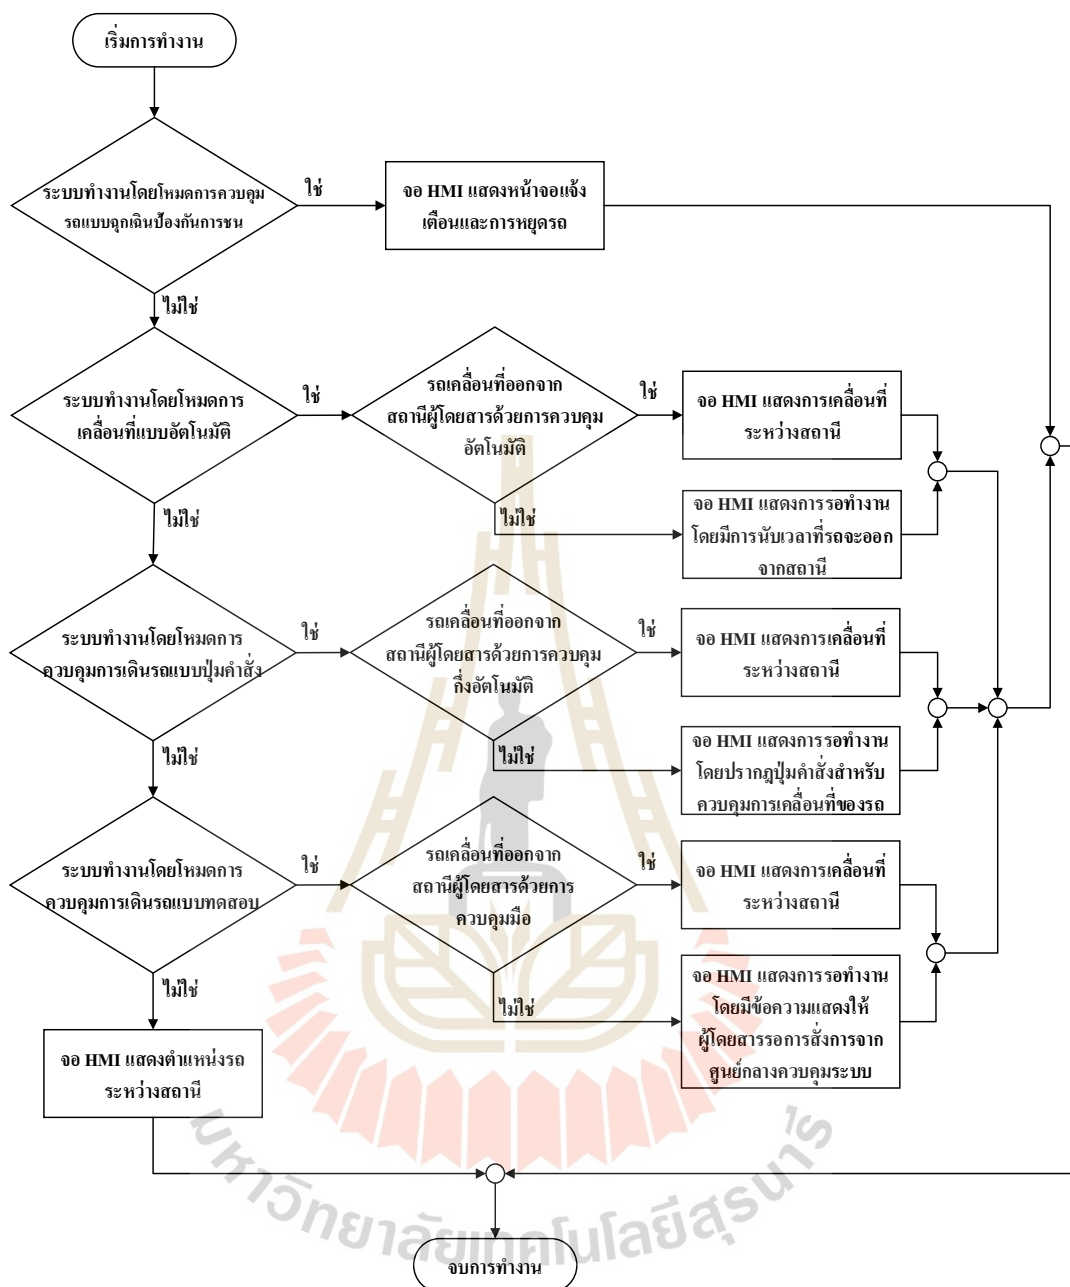 เริ่มการทำงาน
ระบบทำงานโดยโหมดการควบคุม
รถแบบฉุกเฉินป้องกันการชน
ใช่
จอ HMI แสดงหน้าจอแจ้ง
เตือนและการหยุดรถ
ไม่ใช่
ระบบทำงานโดยโหมดการ
เคลื่อนที่แบบอัตโนมัติ
ใช่
รถเคลื่อนที่ออกจาก
สถานีผู้โดยสารด้วยการควบคุม
อัตโนมัติ
ใช่
จอ HMI แสดงการเคลื่อนที่
ระหว่างสถานี
ไม่ใช่
จอ HMI แสดงการรอทำงาน
โดยมีการนับเวลาที่รถจะออก
จากสถานี
ไม่ใช่
ระบบทำงานโดยโหมดการ
ควบคุมการเดินรถแบบปุ่มคำสั่ง
ใช่
รถเคลื่อนที่ออกจาก
สถานีผู้โดยสารด้วยการควบคุม
กึ่งอัตโนมัติ
ใช่
จอ HMI แสดงการเคลื่อนที่
ระหว่างสถานี
ไม่ใช่
จอ HMI แสดงการรอทำงาน
โดยปรากฎปุ่มคำสั่งสำหรับ
ควบคุมการเคลื่อนที่ของรถ
ไม่ใช่
ระบบทำงานโดยโหมดการ
ควบคุมการเดินรถแบบทดสอบ
ใช่
รถเคลื่อนที่ออกจาก
สถานีผู้โดยสารด้วยการ
ควบคุมมือ
ใช่
จอ HMI แสดงการเคลื่อนที่
ระหว่างสถานี
ไม่ใช่
จอ HMI แสดงการรอทำงาน
โดยมีข้อความแสดงให้
ผู้โดยสารรอการสั่งการจาก
ศูนย์กลางควบคุมระบบ
ไม่ใช่
จอ HMI แสดงตำแหน่งรถ
ระหว่างสถานี
มหาวิทยาลัยเทคโนโลยีสุรนารี
จบการทำงาน